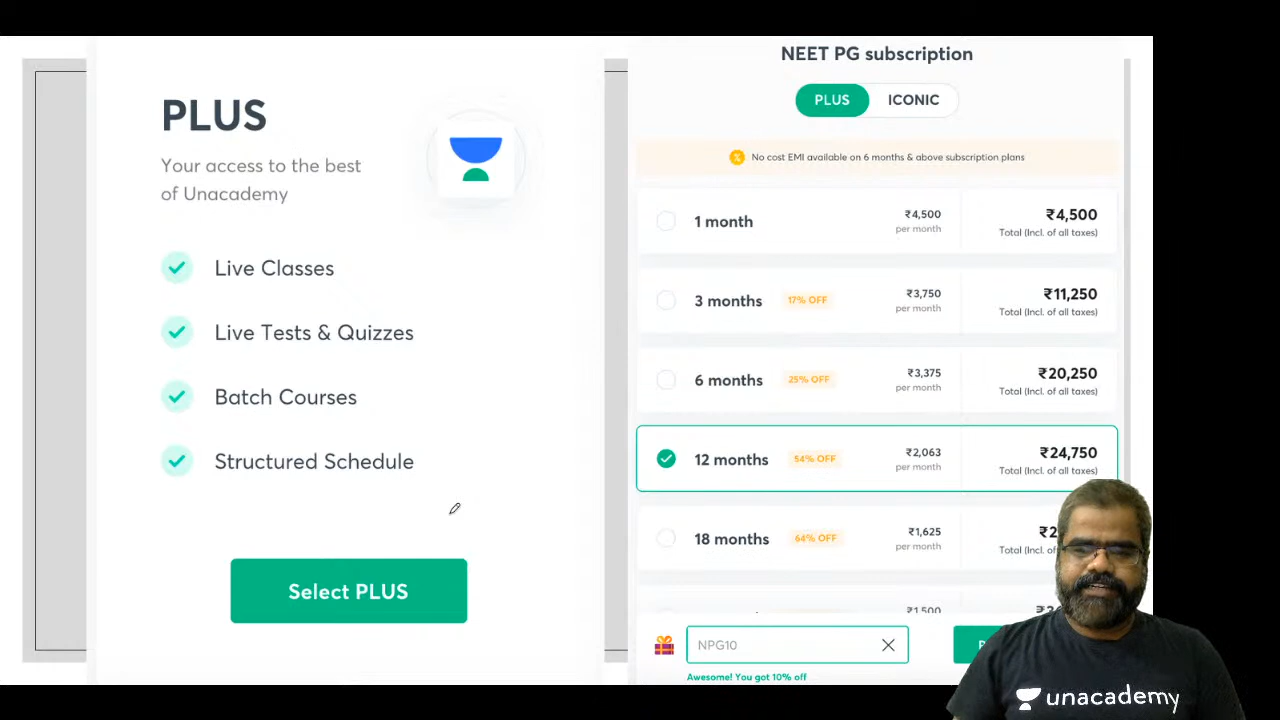 PLUS
Your access to the best
of Unacademy
Live Classes
Live Tests & Quizzes
Batch Courses
Structured Schedule
Select PLUS
NEET PG subscription
PLUS ICONIC
No cost EMI available on 6 months & above subscription plans
1 month ₹4,500 per month ₹4,500 Total (Incl. of all taxes)
3 months 17% OFF ₹3,750 per month ₹11,250 Total (Incl. of all taxes)
6 months 25% OFF ₹3,375 per month ₹20,250 Total (Incl. of all taxes)
12 months 54% OFF ₹2,063 per month ₹24,750 Total (Incl. of all taxes)
18 months 64% OFF ₹1,625 per month Total (Incl.
₹1,500
NPG10
Awesome! You got 10% off
unacademy